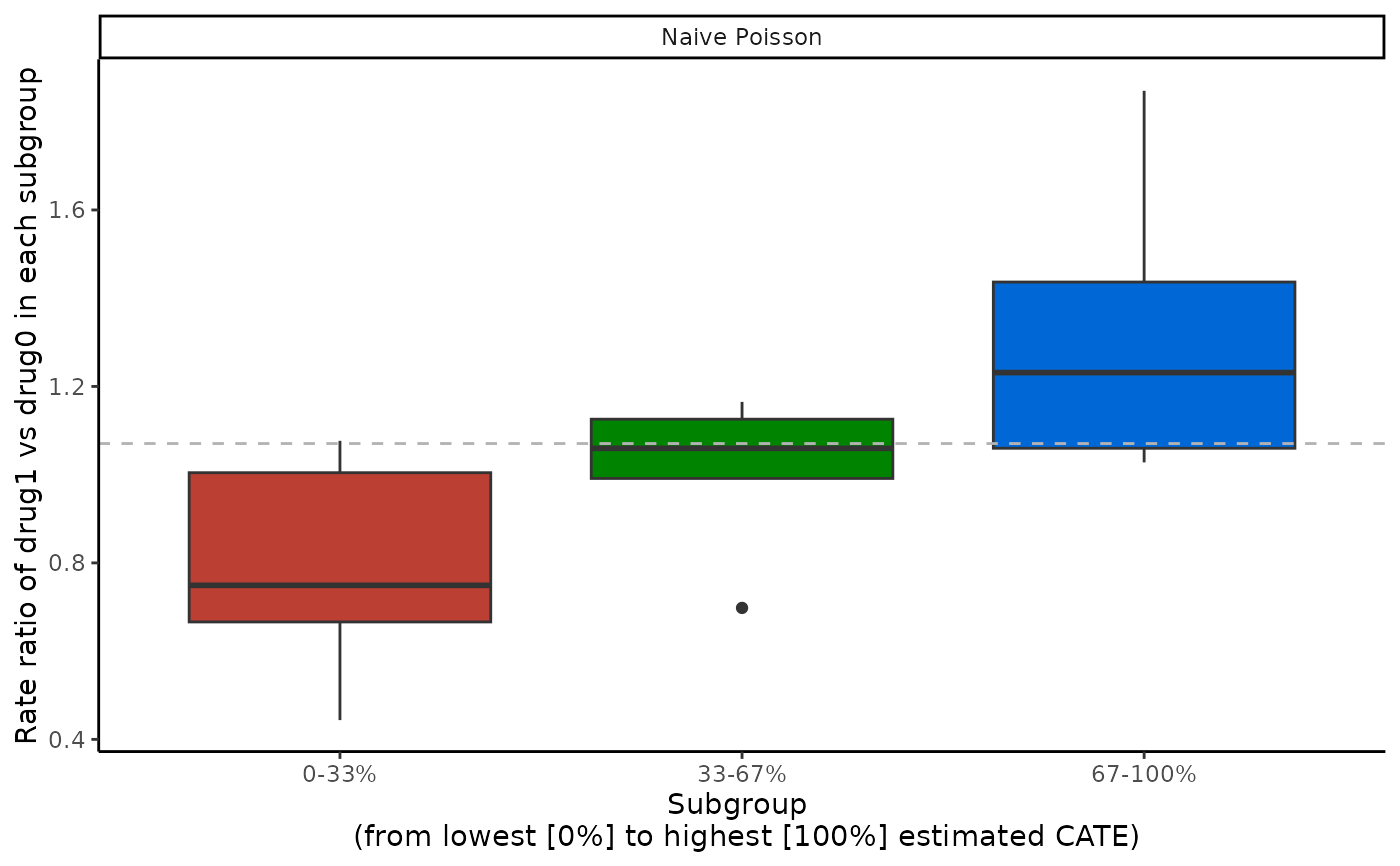 Naive Poisson
Rate ratio of drug1 vs drug0 in each subgroup
1.6
1.2
0.8
0.4
0-33%
33-67%
67-100%
Subgroup
(from lowest [0%] to highest [100%] estimated CATE)